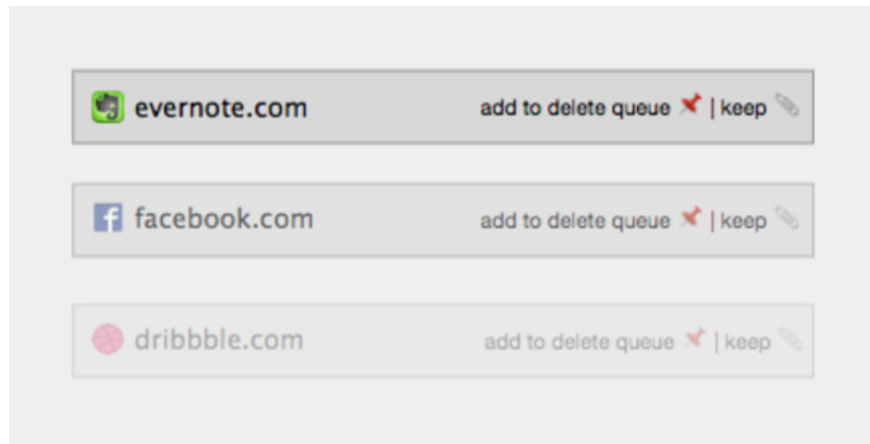 evernote.com add to delete queue | keep
facebook.com add to delete queue | keep
dribbble.com add to delete queue | keep